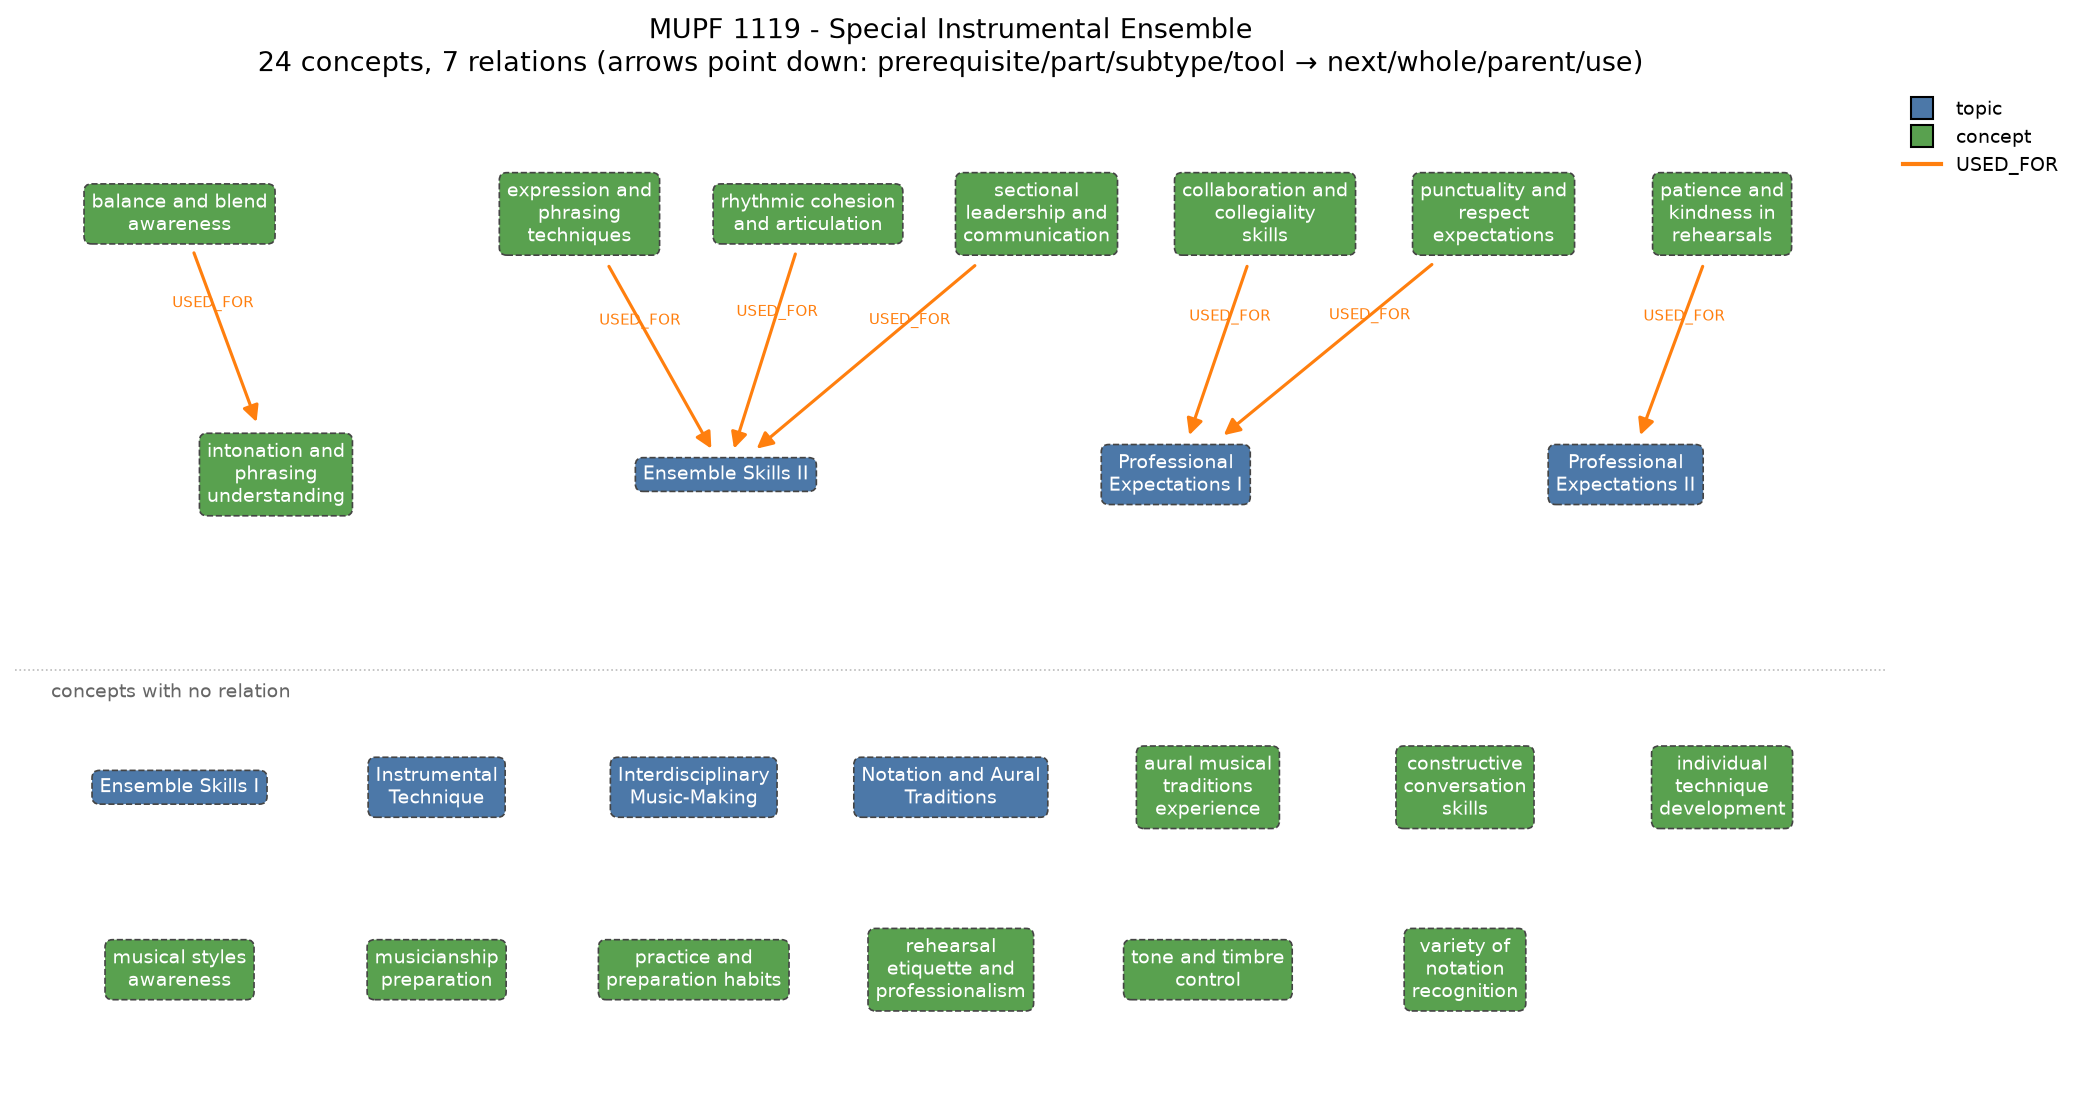 MUPF 1119 - Special Instrumental Ensemble
24 concepts, 7 relations (arrows point down: prerequisite/part/subtype/tool → next/whole/parent/use)
topic
concept
USED_FOR
balance and blend
awareness
expression and
phrasing
techniques
rhythmic cohesion
and articulation
sectional
leadership and
communication
collaboration and
collegiality
skills
punctuality and
respect
expectations
patience and
kindness in
rehearsals
USED_FOR
USED_FOR
USED_FOR
USED_FOR
USED_FOR
USED_FOR
USED_FOR
intonation and
phrasing
understanding
Ensemble Skills II
Professional
Expectations I
Professional
Expectations II
concepts with no relation
Ensemble Skills I
Instrumental
Technique
Interdisciplinary
Music-Making
Notation and Aural
Traditions
aural musical
traditions
experience
constructive
conversation
skills
individual
technique
development
musical styles
awareness
musicianship
preparation
practice and
preparation habits
rehearsal
etiquette and
professionalism
tone and timbre
control
variety of
notation
recognition